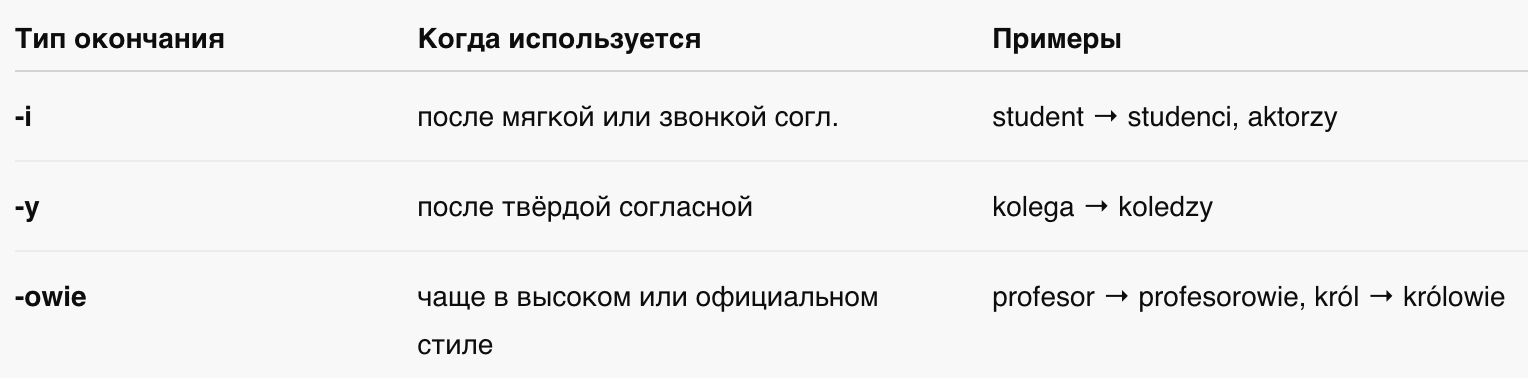 Тип окончания Когда используется Примеры
-i после мягкой или звонкой согл. student → studenci, aktorzy
-y после твёрдой согласной kolega → koledzy
-owie чаще в высоком или официальном profesor → profesorowie, król → królowie
стиле